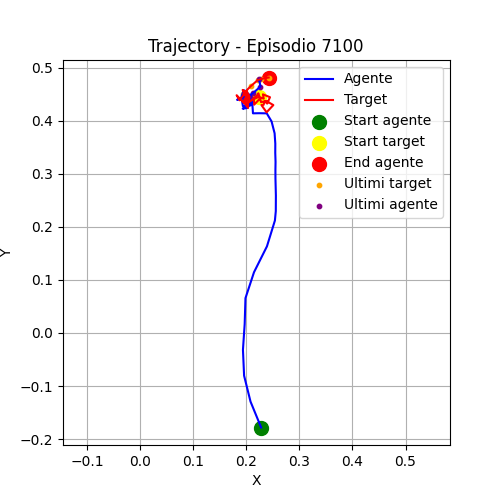 Trajectory - Episodio 7100
0.5
0.4
0.3
0.2
0.1
0.0
−0.1
−0.2
Y
Agente
Target
Start agente
Start target
End agente
Ultimi target
Ultimi agente
−0.1 0.0 0.1 0.2 0.3 0.4 0.5
X